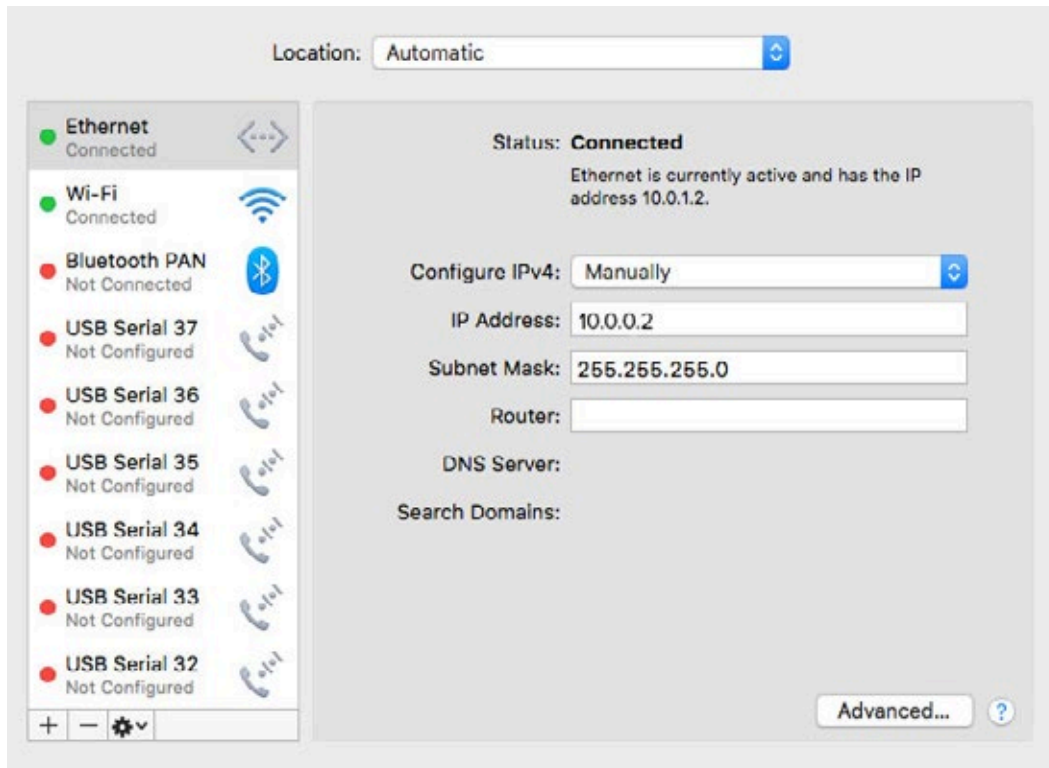 Location: Automatic
Ethernet
Connected
Wi-Fi
Connected
Bluetooth PAN
Not Connected
USB Serial 37
Not Configured
USB Serial 36
Not Configured
USB Serial 35
Not Configured
USB Serial 34
Not Configured
USB Serial 33
Not Configured
USB Serial 32
Not Configured
Status: Connected
Ethernet is currently active and has the IP
address 10.0.1.2.
Configure IPv4: Manually
IP Address: 10.0.0.2
Subnet Mask: 255.255.255.0
Router:
DNS Server:
Search Domains:
Advanced... ?